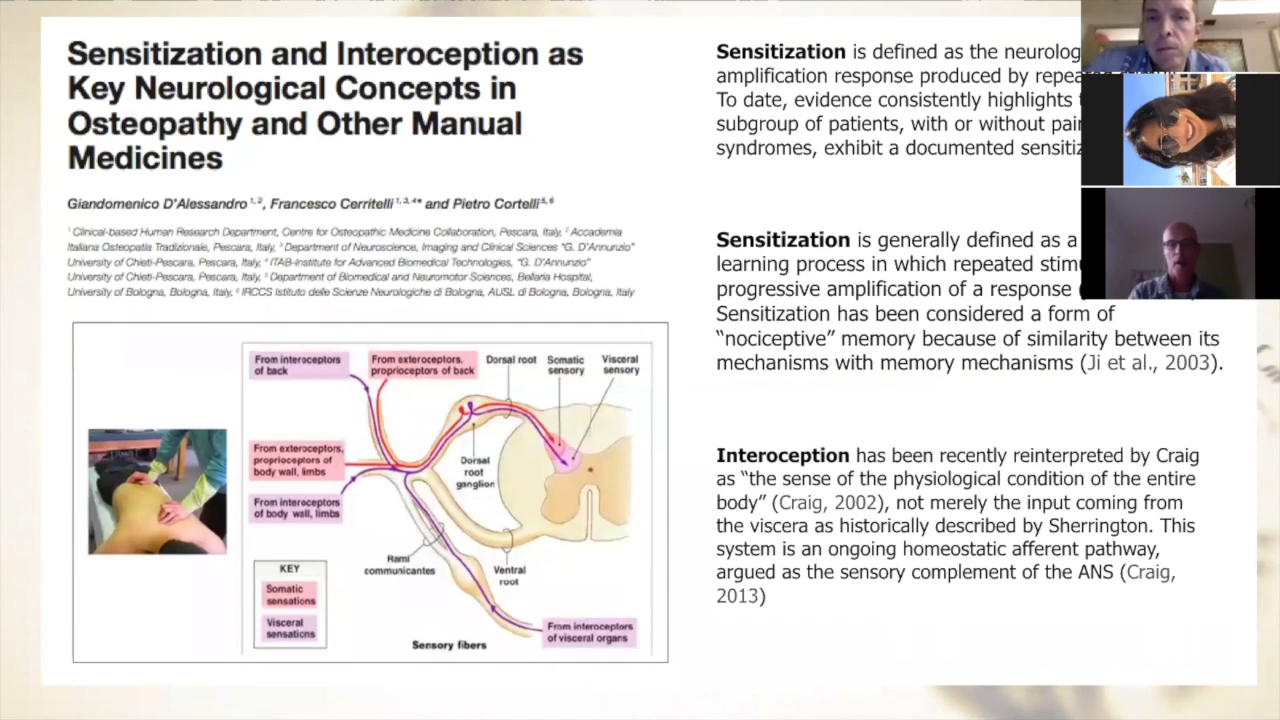 Sensitization and Interoception as
Key Neurological Concepts in
Osteopathy and Other Manual
Medicines
Giandomenico D'Alessandro 1,2, Francesco Cerritelli 1,3,4* and Pietro Cortelli 5,6
1 Clinical-based Human Research Department, Centre for Osteopathic Medicine Collaboration, Pescara, Italy, 2 Accademia
Italiana Osteopatia Tradizionale, Pescara, Italy, 3 Department of Neuroscience, Imaging and Clinical Sciences "G. D'Annunzio"
University of Chieti-Pescara, Pescara, Italy, 4 ITAB-Institute for Advanced Biomedical Technologies, "G. D'Annunzio"
University of Chieti-Pescara, Pescara, Italy, 5 Department of Biomedical and Neuromotor Sciences, Bellaria Hospital,
University of Bologna, Bologna, Italy, 6 IRCCS Istituto delle Scienze Neurologiche di Bologna, AUSL di Bologna, Bologna, Italy
From interoceptors
of back
From exteroceptors,
proprioceptors of back
Dorsal root
Somatic
sensory
Visceral
sensory
From exteroceptors,
proprioceptors of
body wall, limbs
From interoceptors
of body wall, limbs
Dorsal
root
ganglion
Rami
communicantes
Ventral
root
KEY
Somatic
sensations
Visceral
sensations
From interoceptors
of visceral organs
Sensory fibers
Sensitization is defined as the
amplification response produced by
To date, evidence consistently highlights
subgroup of patients, with or without
syndromes, exhibit a documented
Sensitization is generally defined as a
learning process in which repeated
progressive amplification of a response
Sensitization has been considered a form of
“nociceptive” memory because of similarity between its
mechanisms with memory mechanisms (Ji et al., 2003).
Interoception has been recently reinterpreted by Craig
as “the sense of the physiological condition of the entire
body” (Craig, 2002), not merely the input coming from
the viscera as historically described by Sherrington. This
system is an ongoing homeostatic afferent pathway,
argued as the sensory complement of the ANS (Craig,
2013)